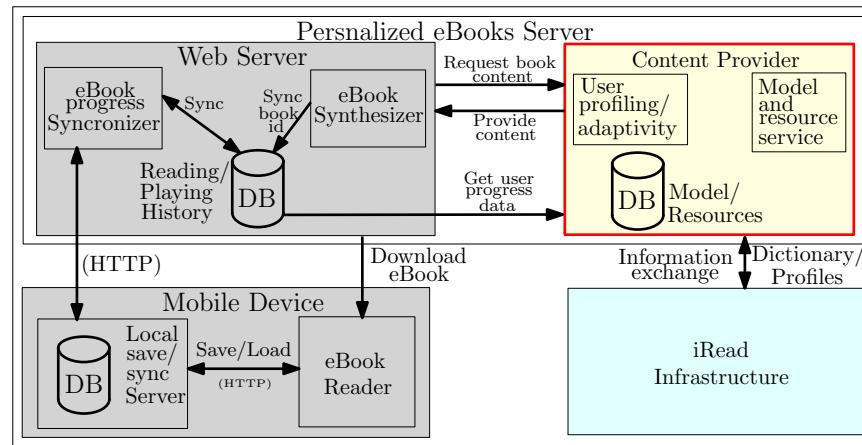 Persnalized eBooks Server
Web Server
eBook
progress
Syncronizer
Sync
Sync
book
id
eBook
Synthesizer
Reading/
Playing
History
DB
Request book
content
Provide
content
Get user
progress
data
Content Provider
User
profiling/
adaptivity
Model
and
resource
service
DB
Model/
Resources
(HTTP)
Download
eBook
Information
exchange
Dictionary/
Profiles
Mobile Device
DB
Local
save/
sync
Server
Save/Load
(HTTP)
eBook
Reader
iRead
Infrastructure